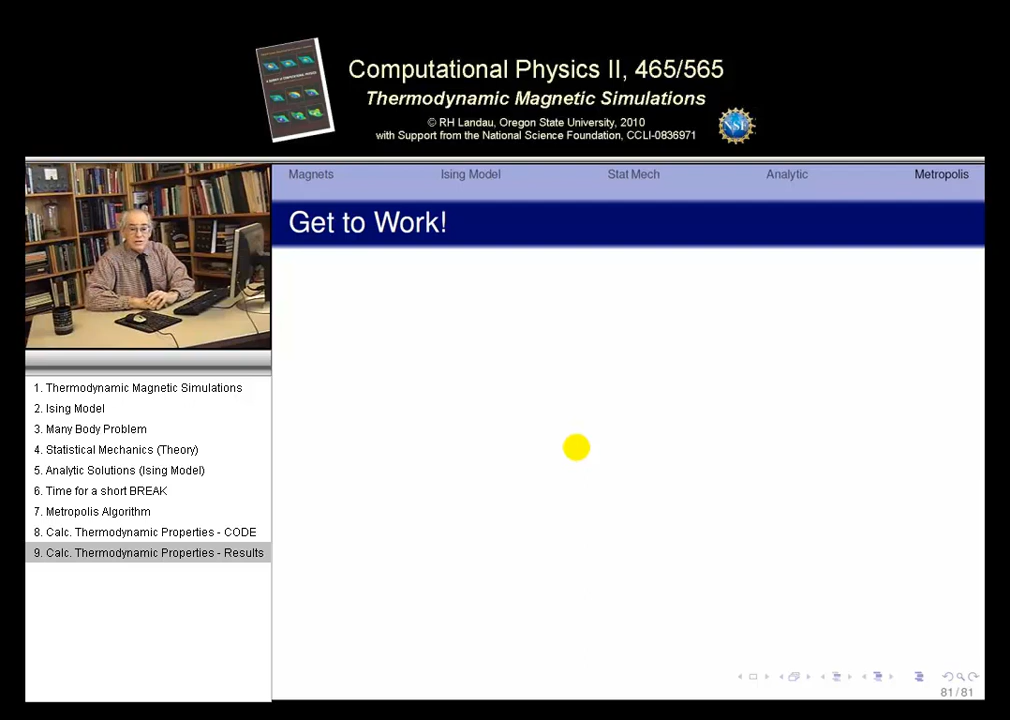 Computational Physics II, 465/565
Thermodynamic Magnetic Simulations
© RH Landau, Oregon State University, 2010
with Support from the National Science Foundation, CCLI-0836971
NSF
Magnets Ising Model Stat Mech Analytic Metropolis
Get to Work!
1. Thermodynamic Magnetic Simulations
2. Ising Model
3. Many Body Problem
4. Statistical Mechanics (Theory)
5. Analytic Solutions (Ising Model)
6. Time for a short BREAK
7. Metropolis Algorithm
8. Calc. Thermodynamic Properties - CODE
9. Calc. Thermodynamic Properties - Results
81/81